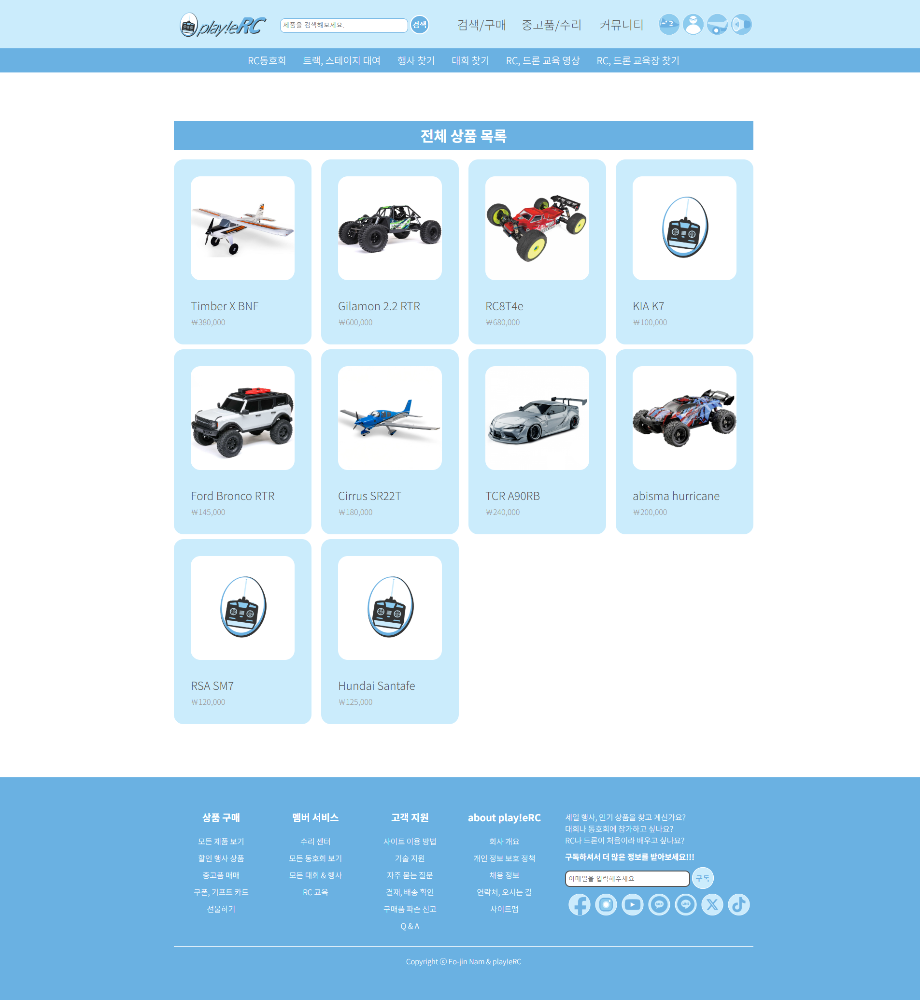 play!eRC
제품을 검색해보세요.
검색
검색/구매
중고품/수리
커뮤니티
RC동호회
트랙, 스테이지 대여
행사 찾기
대회 찾기
RC, 드론 교육 영상
RC, 드론 교육장 찾기
전체 상품 목록
Timber X BNF
₩380,000
Gilamon 2.2 RTR
₩600,000
RC8T4e
₩680,000
KIA K7
₩100,000
Ford Bronco RTR
₩145,000
Cirrus SR22T
₩180,000
TCR A90RB
₩240,000
abisma hurricane
₩200,000
RSA SM7
₩120,000
Hundai Santafe
₩125,000
상품 구매
모든 제품 보기
할인 행사 상품
중고품 매매
쿠폰, 기프트 카드
선물하기
멤버 서비스
수리 센터
모든 동호회 보기
모든 대회 & 행사
RC 교육
고객 지원
사이트 이용 방법
기술 지원
자주 묻는 질문
결재, 배송 확인
구매품 파손 신고
Q & A
about play!eRC
회사 개요
개인 정보 보호 정책
채용 정보
연락처, 오시는 길
사이트맵
세일 행사, 인기 상품을 찾고 계신가요?
대회나 동호회에 참가하고 싶나요?
RC나 드론이 처음이라 배우고 싶나요?
구독하셔서 더 많은 정보를 받아보세요!!!
이메일을 입력해주세요
구독
TALK
LINE
Copyright ⓒ Eo-jin Nam & play!eRC